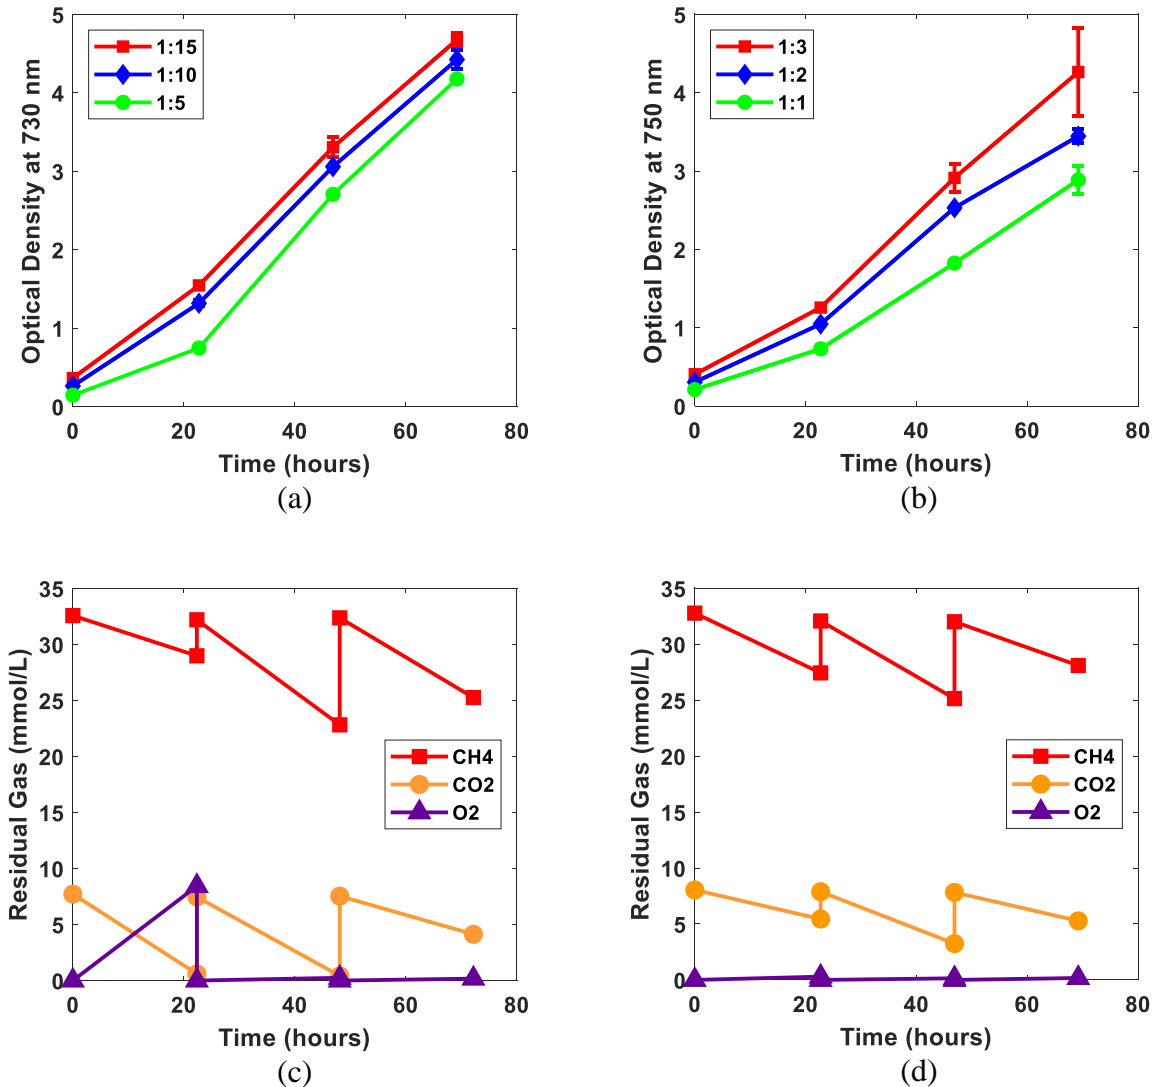 Optical Density at 730 nm
5
4
3
2
1
0
1:15
1:10
1:5
0 20 40 60 80
Time (hours)
(a)
Optical Density at 750 nm
5
4
3
2
1
0
1:3
1:2
1:1
0 20 40 60 80
Time (hours)
(b)
Residual Gas (mmol/L)
35
30
25
20
15
10
5
0
CH4
CO2
O2
0 20 40 60 80
Time (hours)
(c)
Residual Gas (mmol/L)
35
30
25
20
15
10
5
0
CH4
CO2
O2
0 20 40 60 80
Time (hours)
(d)